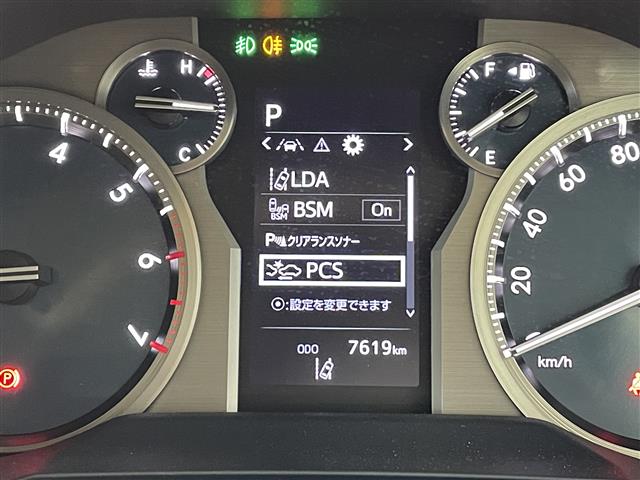 H
C
F
E
P
LDA
BSM
BSM On
クリアランスソナー
PCS
:設定を変更できます
ODO 7619km
4
5
6
7
20
40
60
80
km/h
P